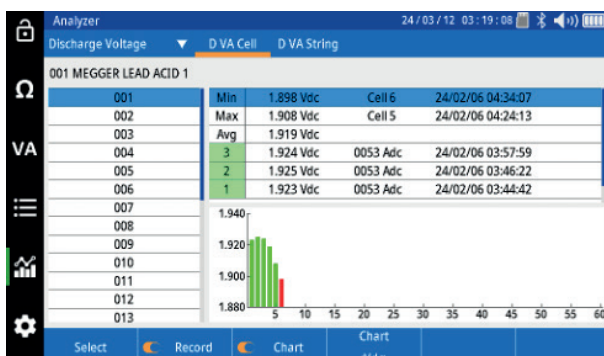 Analyzer 24/03/12 03:19:08
Discharge Voltage D VA Cell D VA String
001 MEGGER LEAD ACID 1
Ω
VA
001
002
003
004
005
006
007
008
009
010
011
012
013
Min 1.898 Vdc Cell 6 24/02/06 04:34:07
Max 1.908 Vdc Cell 5 24/02/06 04:24:13
Avg 1.919 Vdc
3 1.924 Vdc 0053 Adc 24/02/06 03:57:59
2 1.925 Vdc 0053 Adc 24/02/06 03:46:22
1 1.923 Vdc 0053 Adc 24/02/06 03:44:42
1.940
1.920
1.900
1.880
5 10 15 20 25 30 35 40 45 50 55 60
Select Record Chart Chart